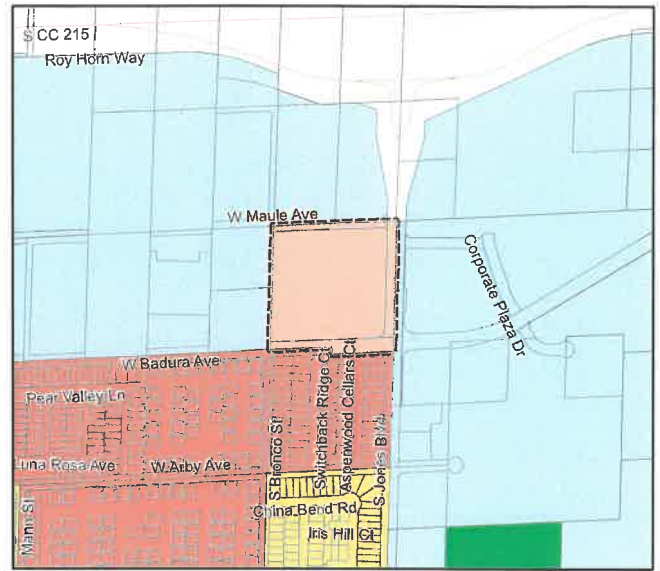 S CC 215
Roy Horn Way
W Maule Ave
Corporate Plaza Dr
W Badura Ave
Pear Valley Ln
S Bronco St
Switchback Ridge Ct
Aspenwood Cellars Ct
S Jones Blvd
Luna Rosa Ave
W Arby Ave
Mann St
China Bend Rd
Iris Hill Ct